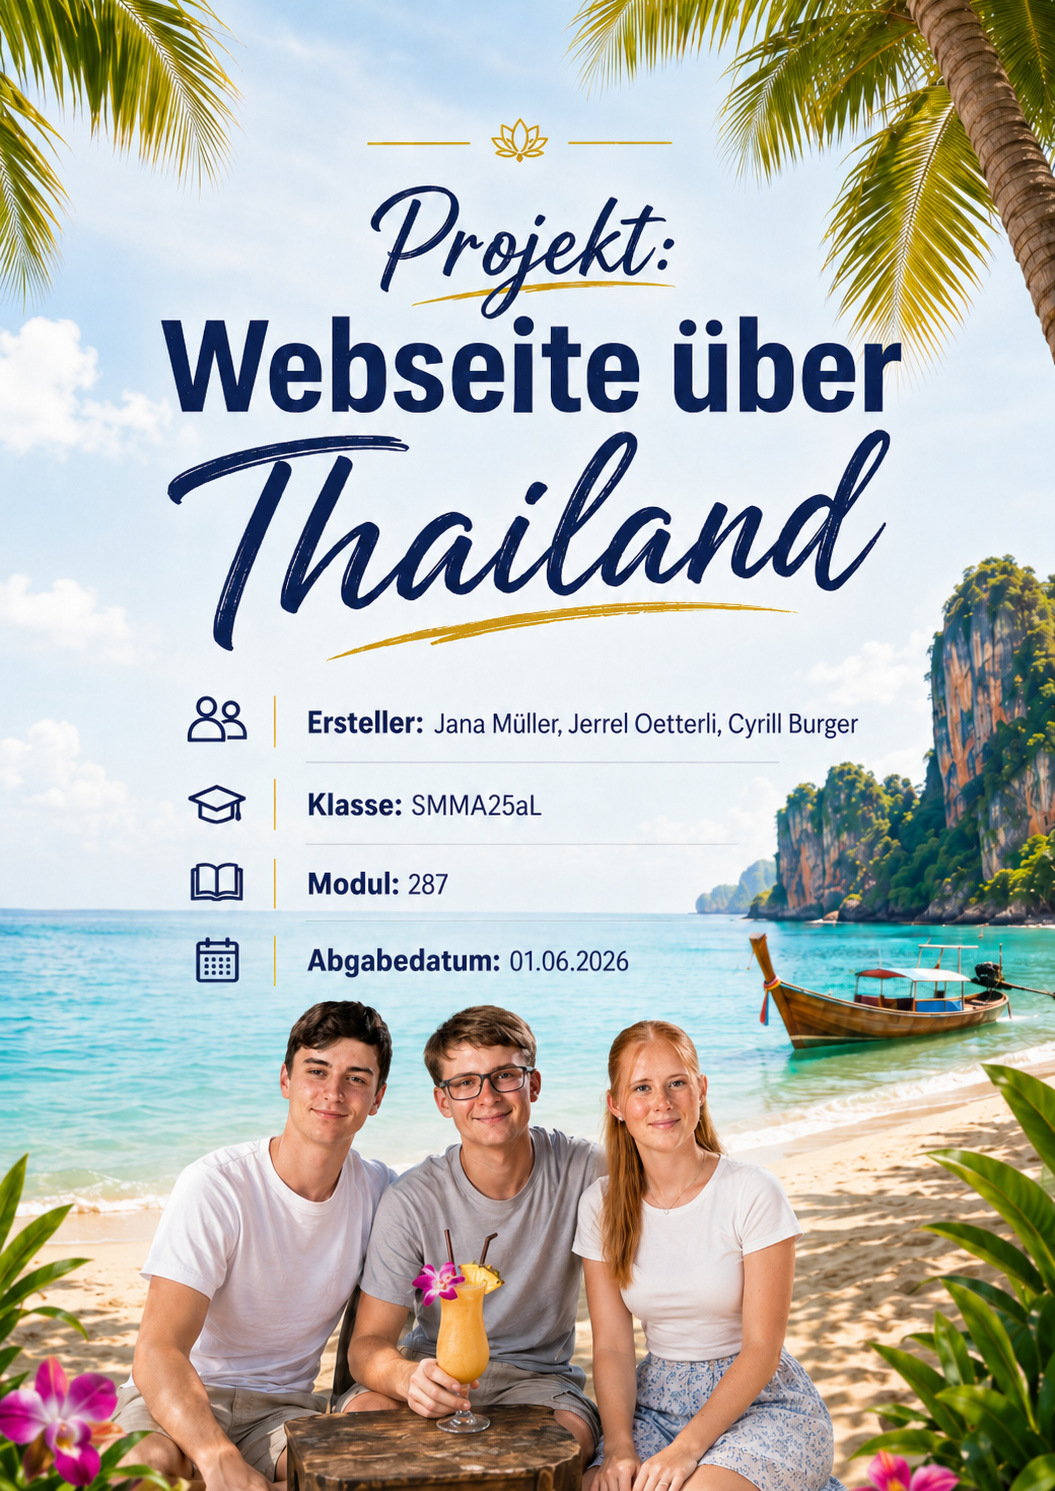 Projekt:
Webseite über
Thailand
Ersteller: Jana Müller, Jerrel Oetterli, Cyrill Burger
Klasse: SMMA25aL
Modul: 287
Abgabedatum: 01.06.2026